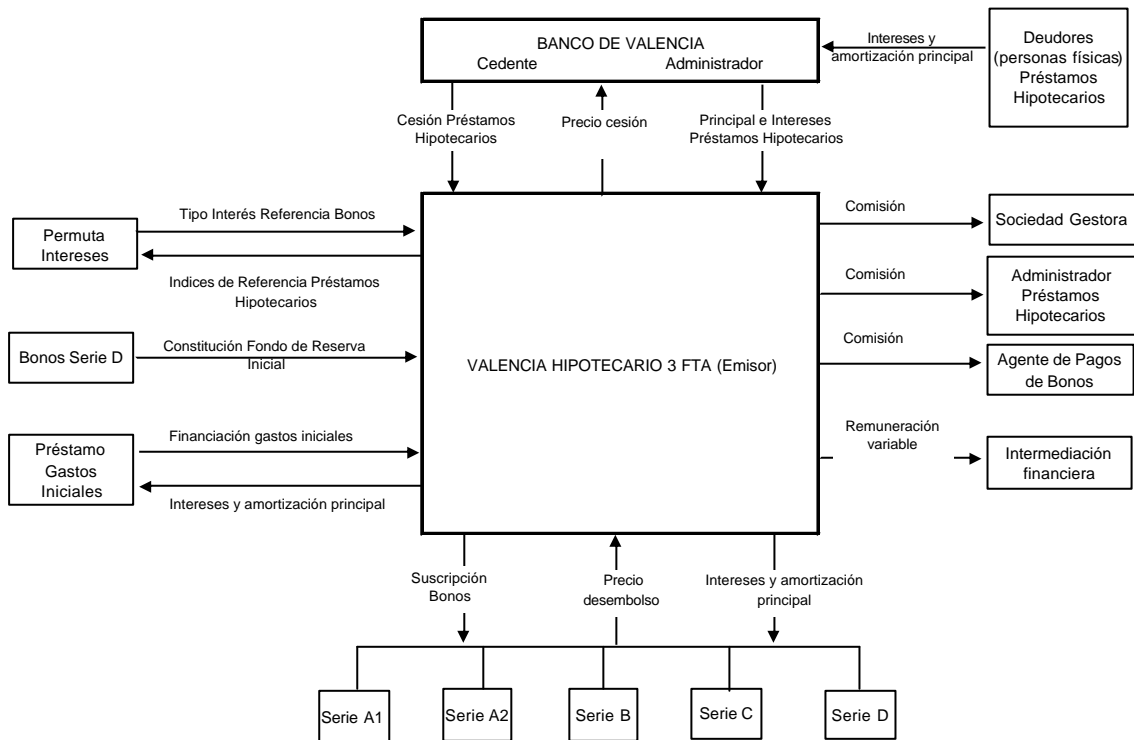 BANCO DE VALENCIA
Cedente Administrador
Intereses y
amortización principal
Deudores
(personas físicas)
Préstamos
Hipotecarios
Cesión Préstamos
Hipotecarios
Precio cesión
Principal e Intereses
Préstamos Hipotecarios
Tipo Interés Referencia Bonos
Permuta
Intereses
Indices de Referencia Préstamos
Hipotecarios
Bonos Serie D
Constitución Fondo de Reserva
Inicial
Préstamo
Gastos
Iniciales
Financiación gastos iniciales
Intereses y amortización principal
VALENCIA HIPOTECARIO 3 FTA (Emisor)
Comisión
Sociedad Gestora
Comisión
Administrador
Préstamos
Hipotecarios
Comisión
Agente de Pagos
de Bonos
Remuneración
variable
Intermediación
financiera
Suscripción
Bonos
Precio
desembolso
Intereses y amortización
principal
Serie A1
Serie A2
Serie B
Serie C
Serie D